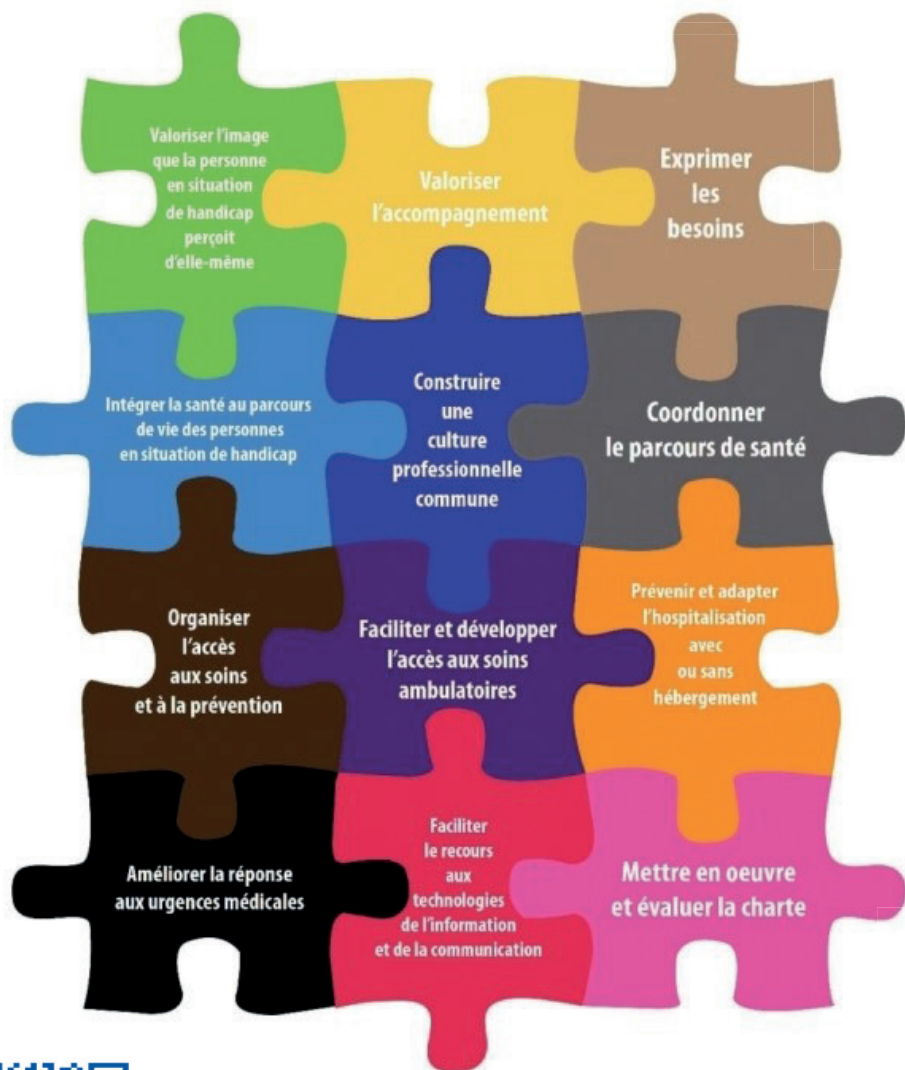 Valoriser l'image
que la personne
en situation
de handicap
perçoit
d'elle-même
Valoriser
l'accompagnement
Exprimer
les
besoins
Intégrer la santé au parcours
de vie des personnes
en situation de handicap
Construire
une
culture
professionnelle
commune
Coordonner
le parcours de santé
Organiser
l'accès
aux soins
et à la prévention
Faciliter et développer
l'accès aux soins
ambulatoires
Prévenir et adapter
l'hospitalisation
avec
ou sans
hébergement
Améliorer la réponse
aux urgences médicales
Faciliter
le recours
aux
technologies
de l'information
et de la communication
Mettre en oeuvre
et évaluer la charte